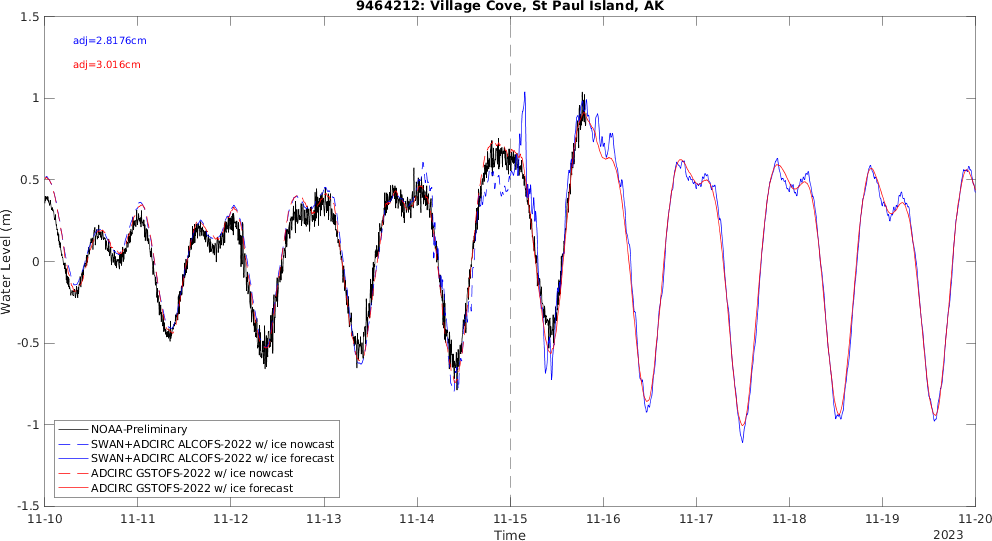 9464212: Village Cove, St Paul Island, AK
adj=2.8176cm
adj=3.016cm
Water Level (m)
1.5
1
0.5
0
-0.5
-1
-1.5
NOAA-Preliminary
SWAN+ADCIRC ALCOFS-2022 w/ ice nowcast
SWAN+ADCIRC ALCOFS-2022 w/ ice forecast
ADCIRC GSTOFS-2022 w/ ice nowcast
ADCIRC GSTOFS-2022 w/ ice forecast
11-10 11-11 11-12 11-13 11-14 11-15 11-16 11-17 11-18 11-19 11-20
Time
2023